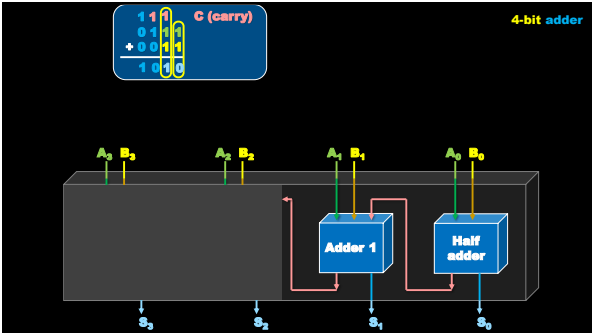 1 1 1 C (carry)
4-bit adder
0 1 1 1
+ 0 0 1 1
1 0 1 0
A3 B3 A2 B2 A1 B1 A0 B0
Adder 1
Half
adder
S3 S2 S1 S0